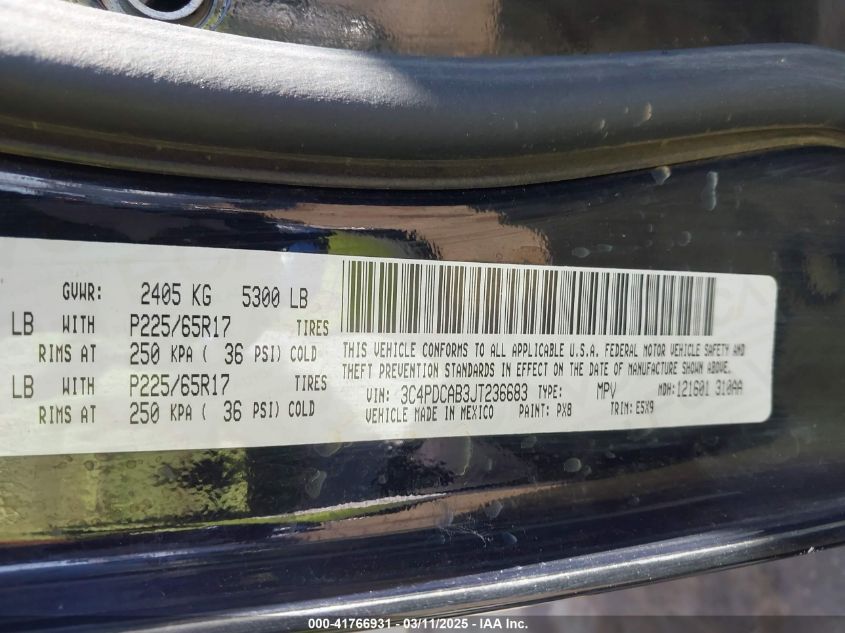 GVWR: 2405 KG 5300 LB
LB WITH P225/65R17 TIRES
RIMS AT 250 KPA ( 36 PSI) COLD
LB WITH P225/65R17 TIRES
RIMS AT 250 KPA ( 36 PSI) COLD
THIS VEHICLE CONFORMS TO ALL APPLICABLE U.S.A. FEDERAL MOTOR VEHICLE SAFETY AND
THEFT PREVENTION STANDARDS IN EFFECT ON THE DATE OF MANUFACTURE SHOWN ABOVE.
VIN: 3C4PDCAB3JT236683 TYPE: MPV MDH: 121601 310AA
VEHICLE MADE IN MEXICO PAINT: PX8 TRIM: E5X9
000-41766931 - 03/11/2025 - IAA Inc.